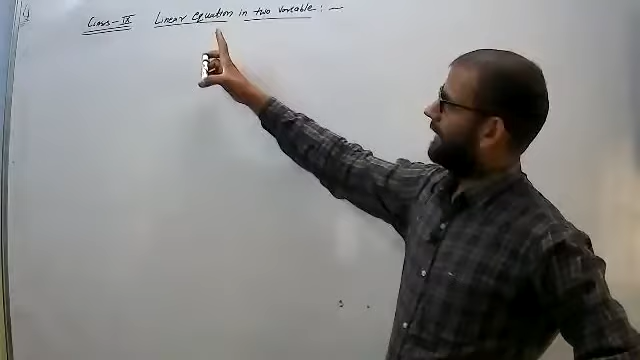 Class-IX Linear equation in two variable : —